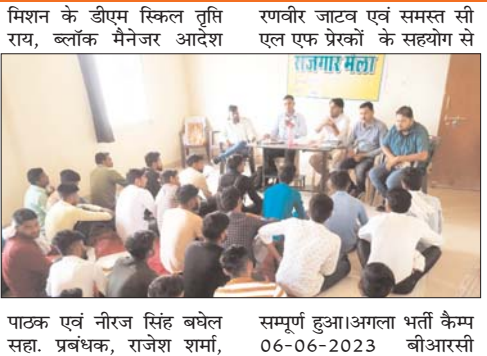 मिशन के डीएम स्किल तृप्ति
राय, ब्लॉक मैनेजर आदेश
पाठक एवं नीरज सिंह बघेल
सहा. प्रबंधक, राजेश शर्मा,
रणवीर जाटव एवं समस्त सी
एल एफ प्रेरकों के सहयोग से
सम्पूर्ण हुआ।अगला भर्ती कैम्प
06-06-2023 बीआरसी
रोजगार मेला